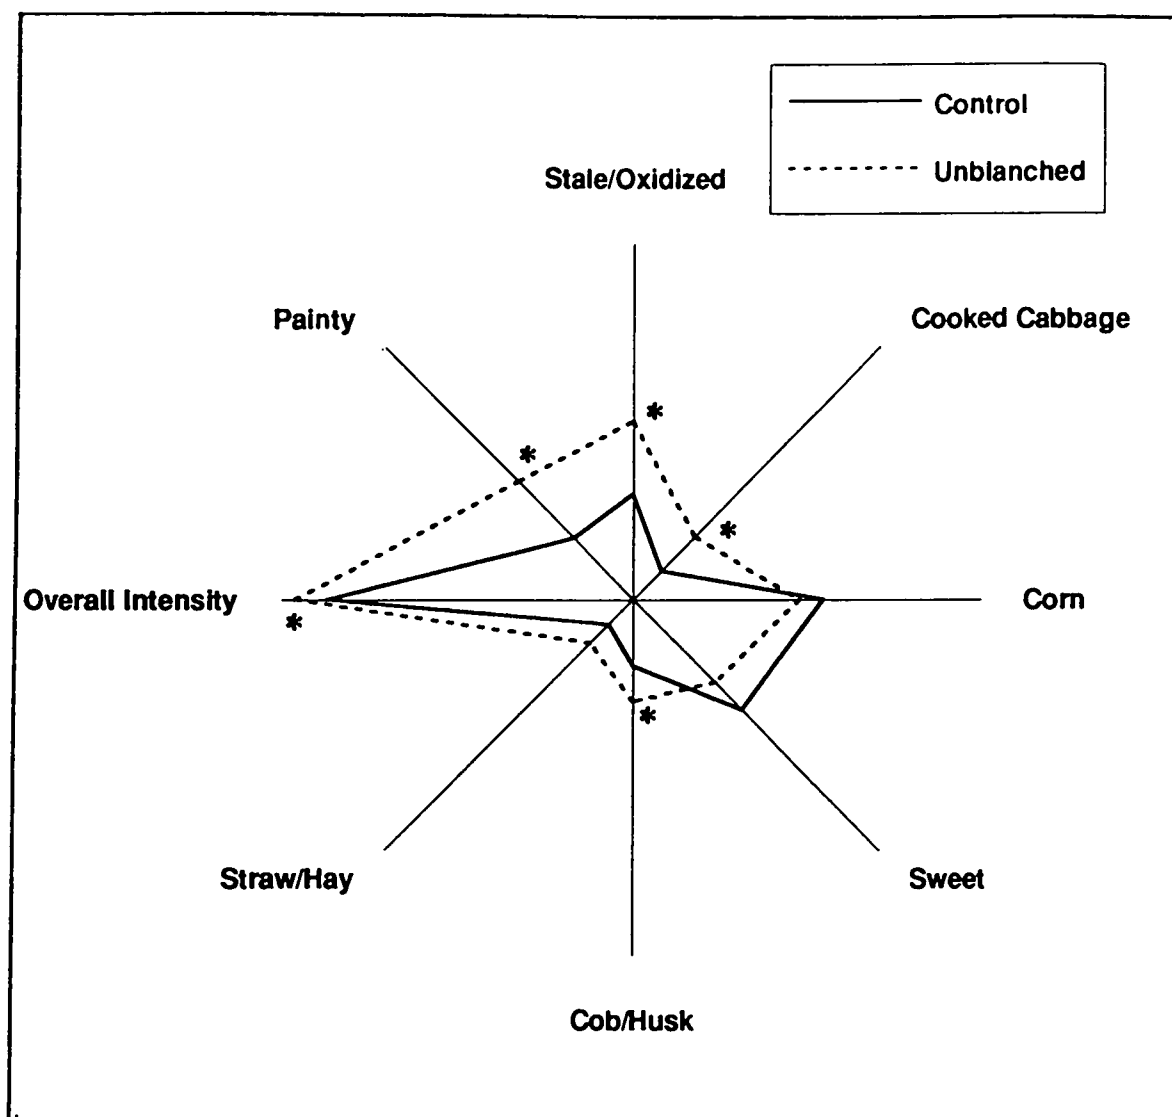 Control
Unblanched
Stale/Oxidized
Painty
Cooked Cabbage
*
*
*
Overall Intensity
Corn
*
*
Straw/Hay
Sweet
Cob/Husk